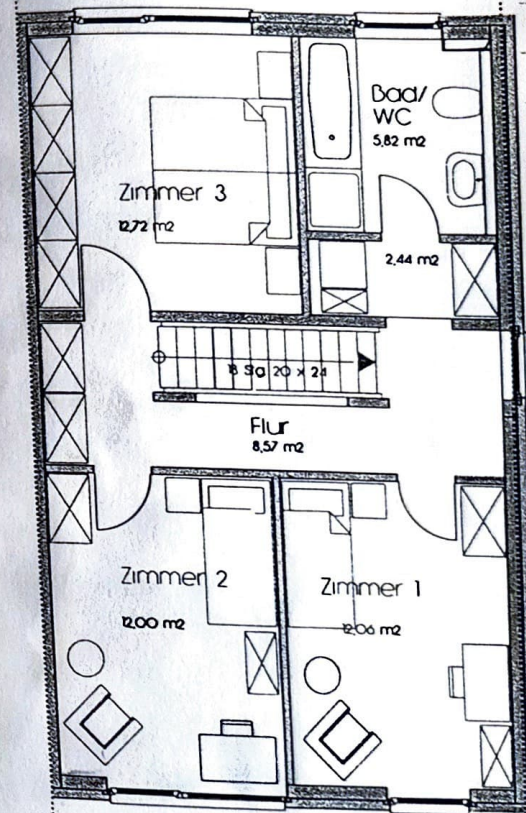 Bad/
WC
5,82 m2
Zimmer 3
12,72 m2
2,44 m2
18 Stg 20 x 24
Flur
8,57 m2
Zimmer 2
12,00 m2
Zimmer 1
12,06 m2